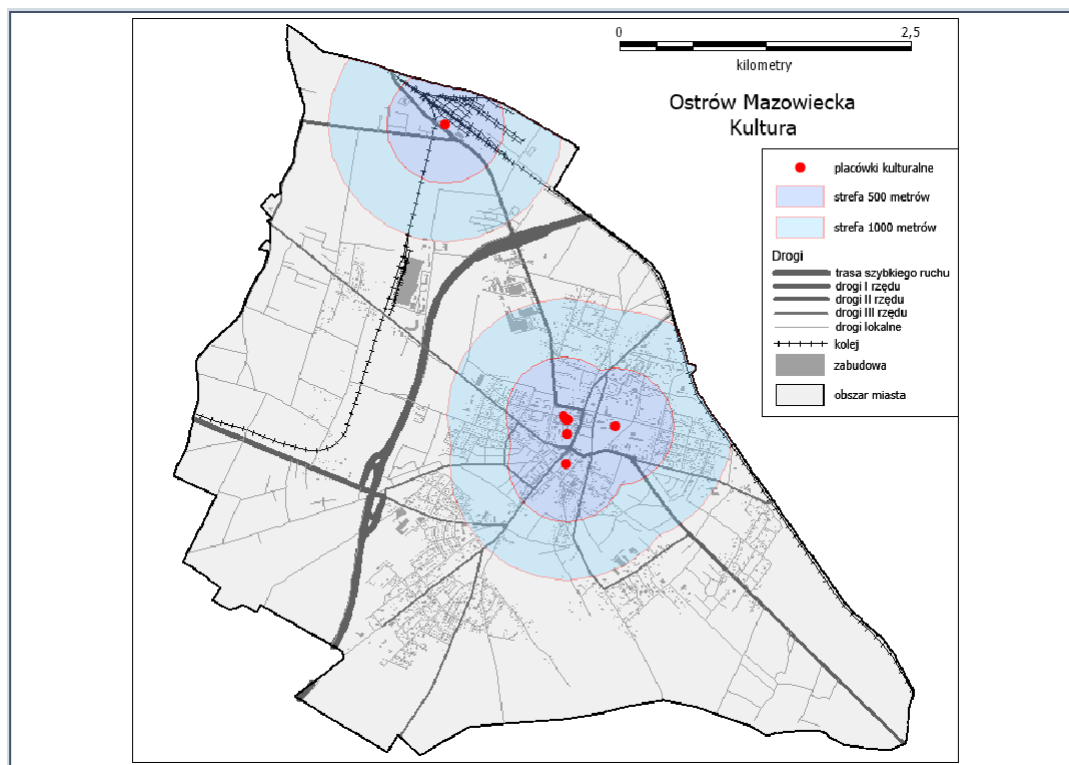 0 2,5
kilometry
Ostrów Mazowiecka
Kultura
placówki kulturalne
strefa 500 metrów
strefa 1000 metrów
Drogi
trasa szybkiego ruchu
drogi I rzędu
drogi II rzędu
drogi III rzędu
drogi lokalne
kolej
zabudowa
obszar miasta